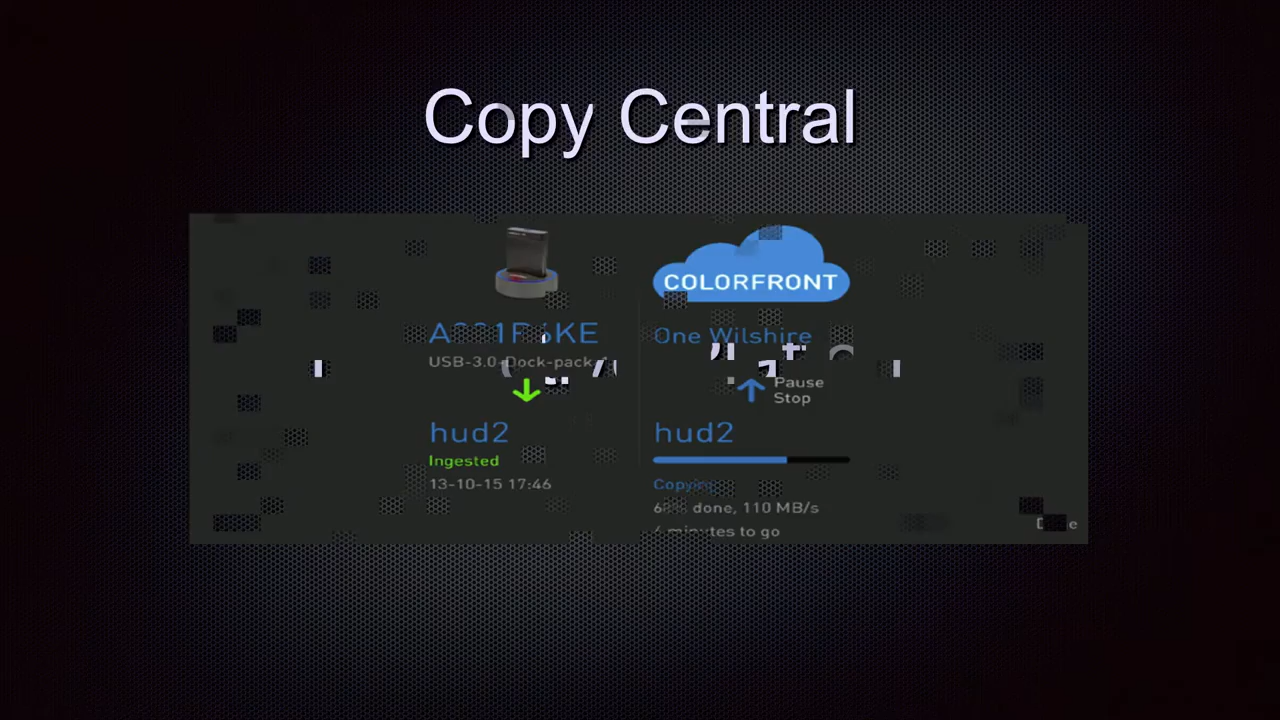 Copy Central
COLORFRONT
One Wilshire
USB-3.0-Dock-pack
Pause
Stop
hud2
hud2
Ingested
Copying
13-10-15 17:46
done, 110 MB/s
minutes to go